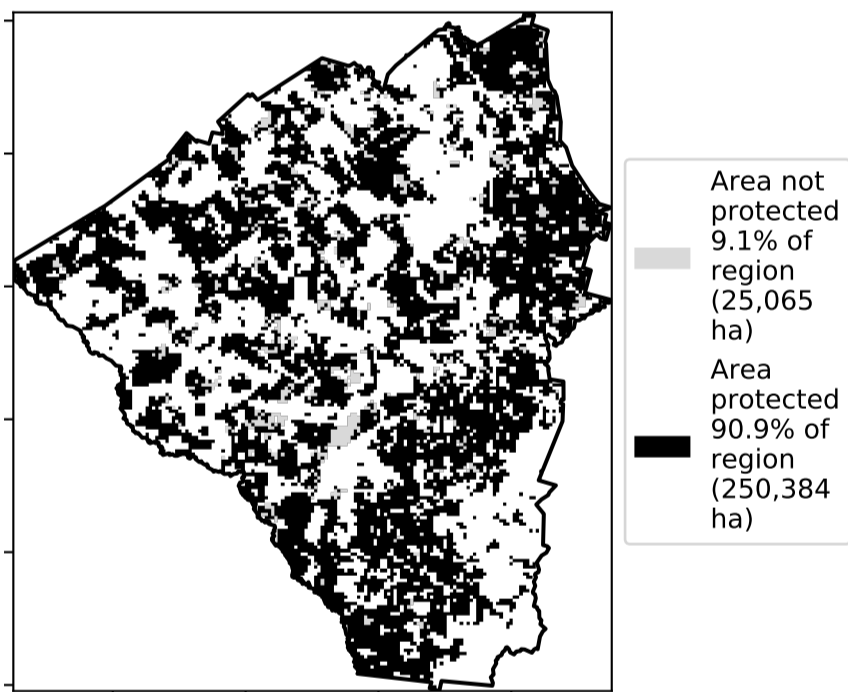 Area not
protected
9.1% of
region
(25,065
ha)
Area
protected
90.9% of
region
(250,384
ha)